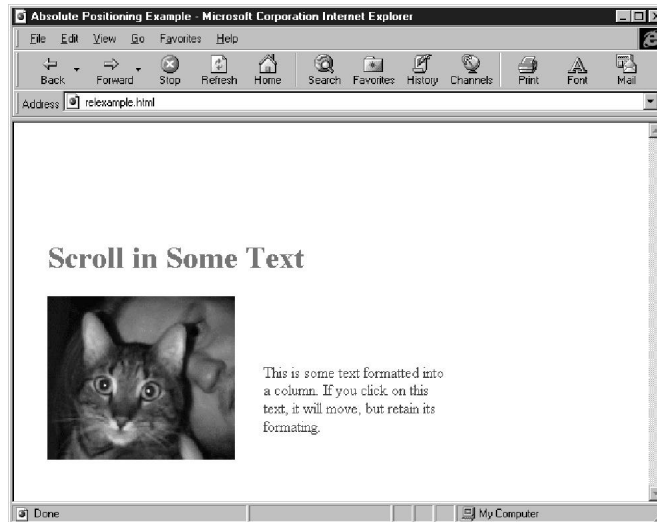 Absolute Positioning Example - Microsoft Corporation Internet Explorer
File Edit View Go Favorites Help
Back Forward Stop Refresh Home Search Favorites History Channels Print Font Mail
Address relexample.html
Scroll in Some Text
This is some text formatted into
a column. If you click on this
text, it will move, but retain its
formating.
Done My Computer